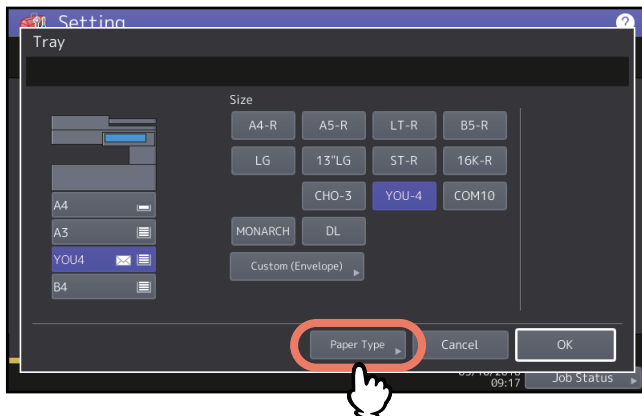 Setting
?
Tray
Size
A4-R A5-R LT-R B5-R
LG 13"LG ST-R 16K-R
CHO-3 YOU-4 COM10
MONARCH DL
Custom (Envelope)
A4
A3
YOU4
B4
Paper Type Cancel OK
09:17 Job Status